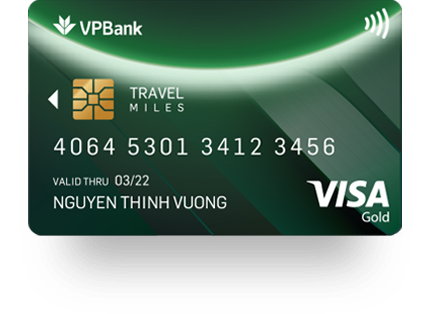 VPBank
TRAVEL
MILES
4064 5301 3412 3456
VALID THRU 03/22
NGUYEN THINH VUONG
VISA
Gold